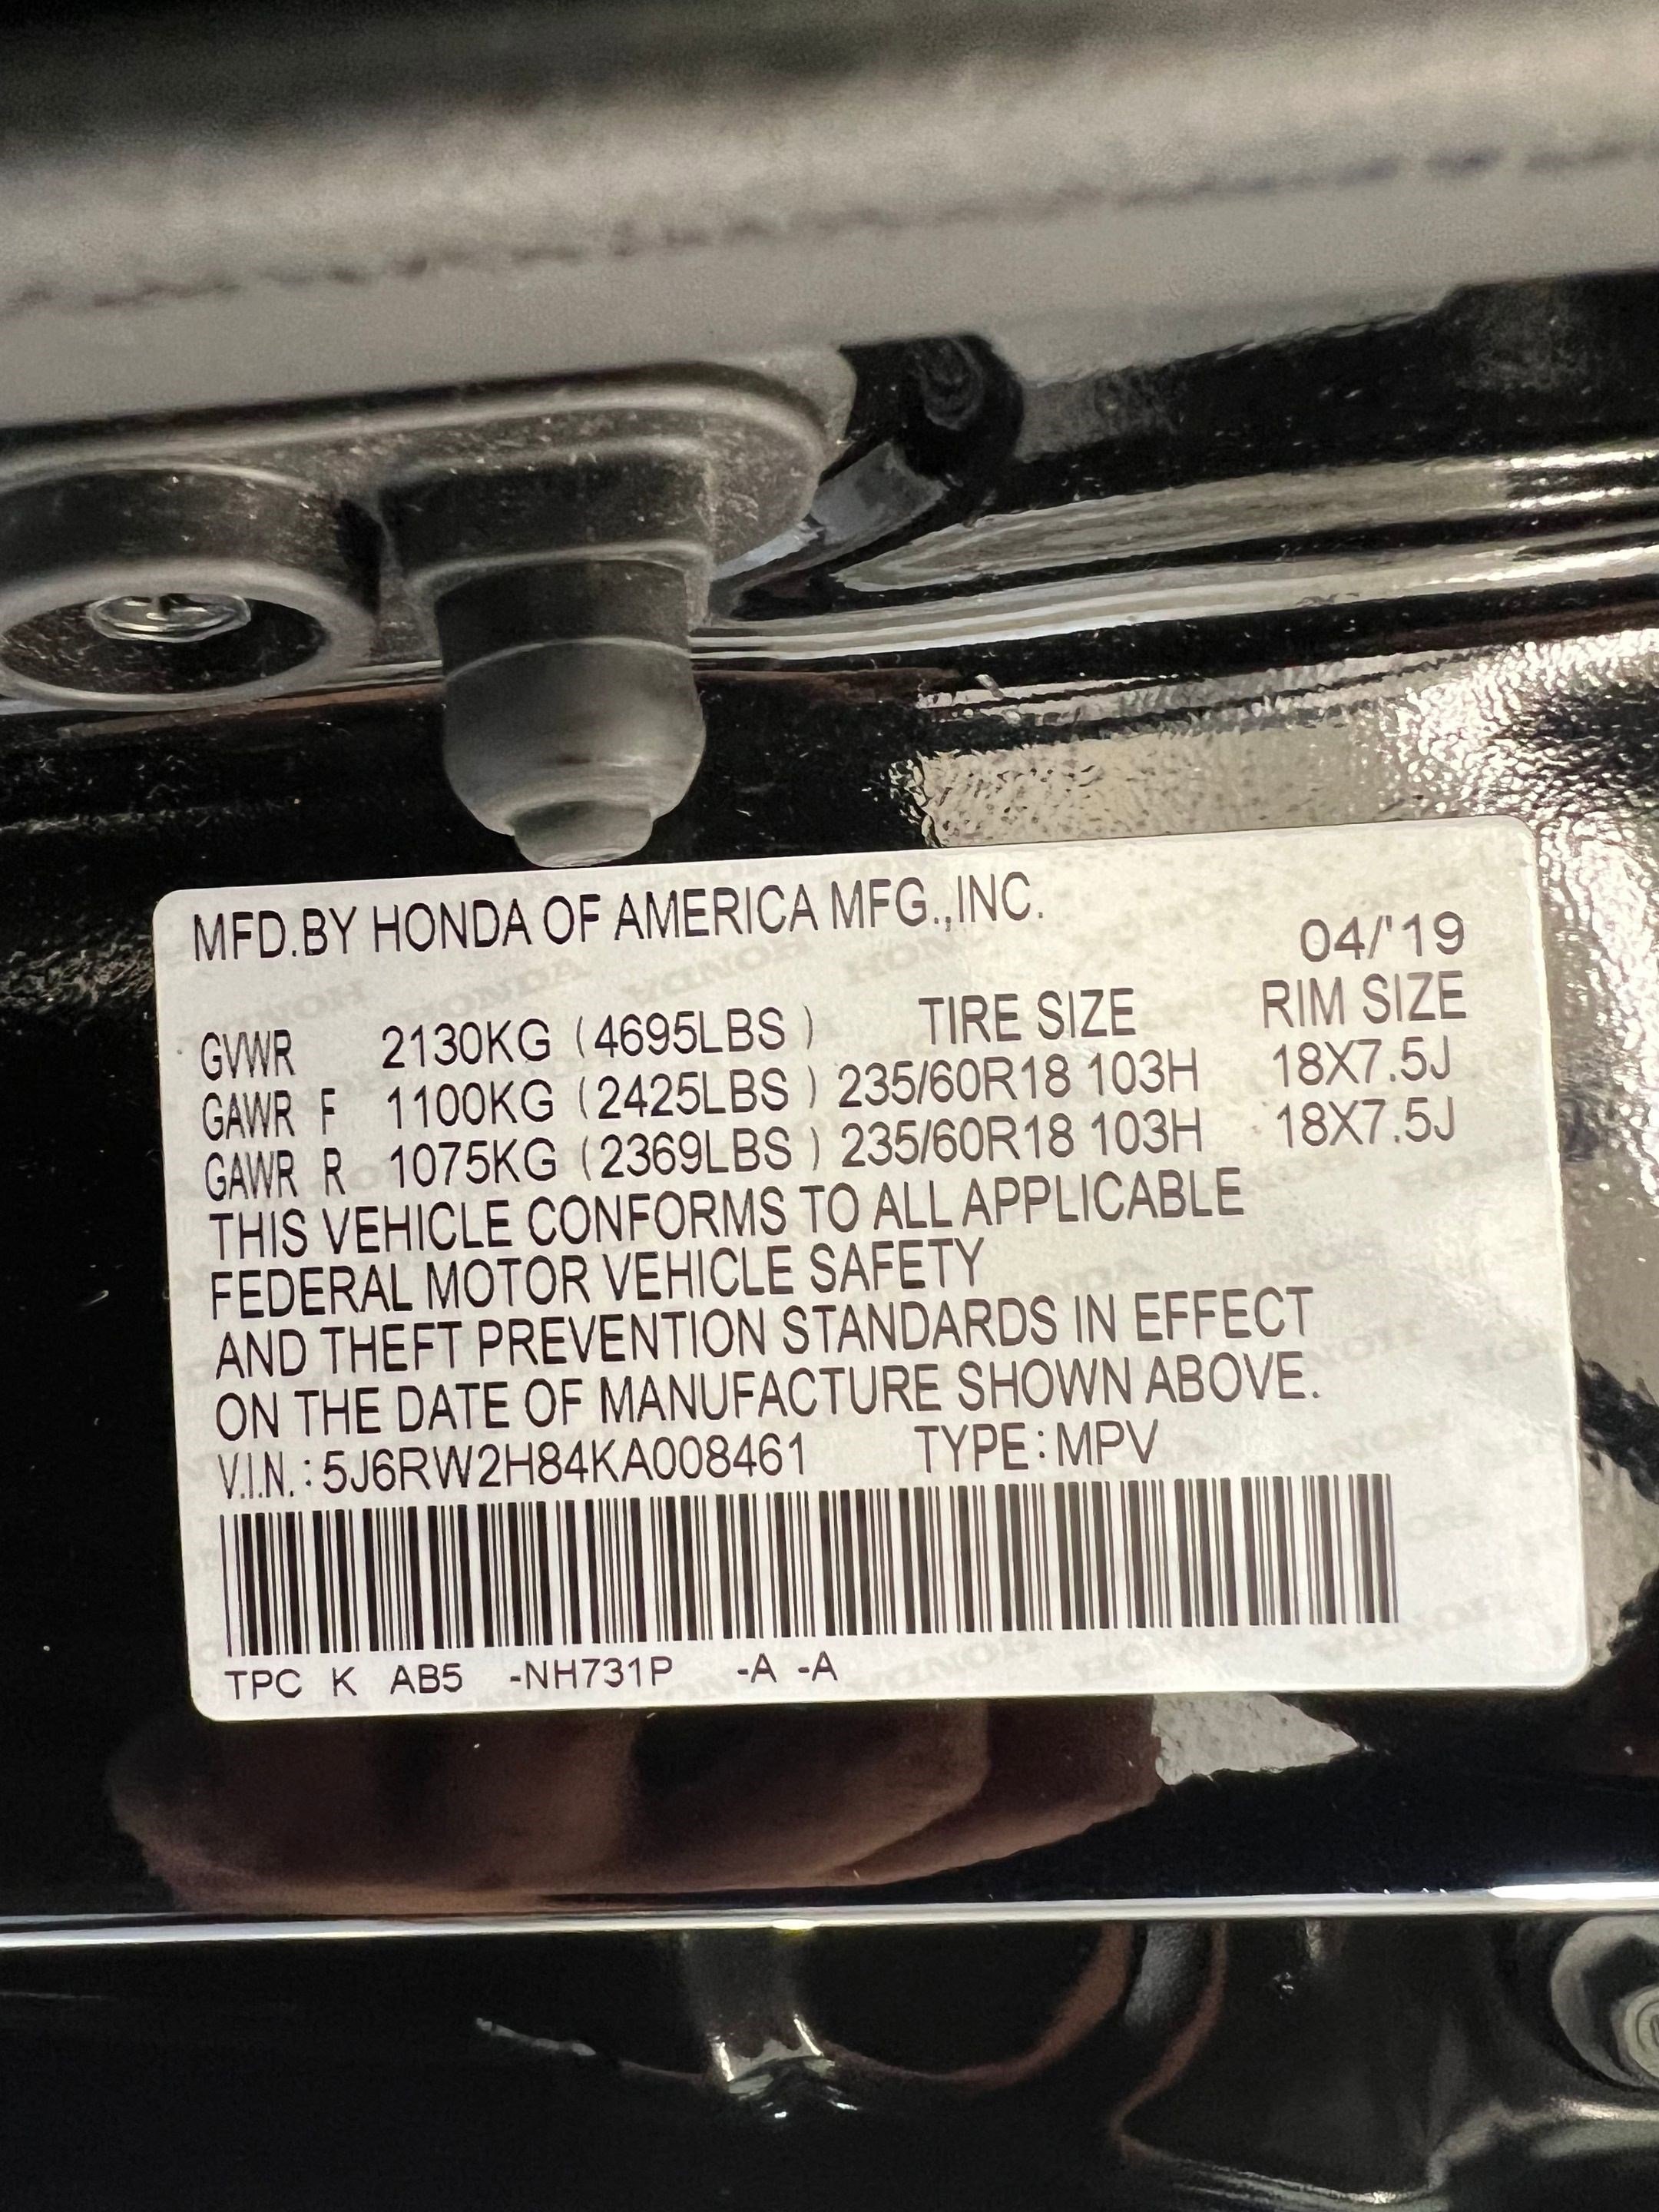 MFD.BY HONDA OF AMERICA MFG.,INC.
04/'19
GVWR 2130KG (4695LBS) TIRE SIZE RIM SIZE
GAWR F 1100KG (2425LBS) 235/60R18 103H 18X7.5J
GAWR R 1075KG (2369LBS) 235/60R18 103H 18X7.5J
THIS VEHICLE CONFORMS TO ALL APPLICABLE
FEDERAL MOTOR VEHICLE SAFETY
AND THEFT PREVENTION STANDARDS IN EFFECT
ON THE DATE OF MANUFACTURE SHOWN ABOVE.
V.I.N.:5J6RW2H84KA008461 TYPE:MPV
TPC K AB5 -NH731P -A -A